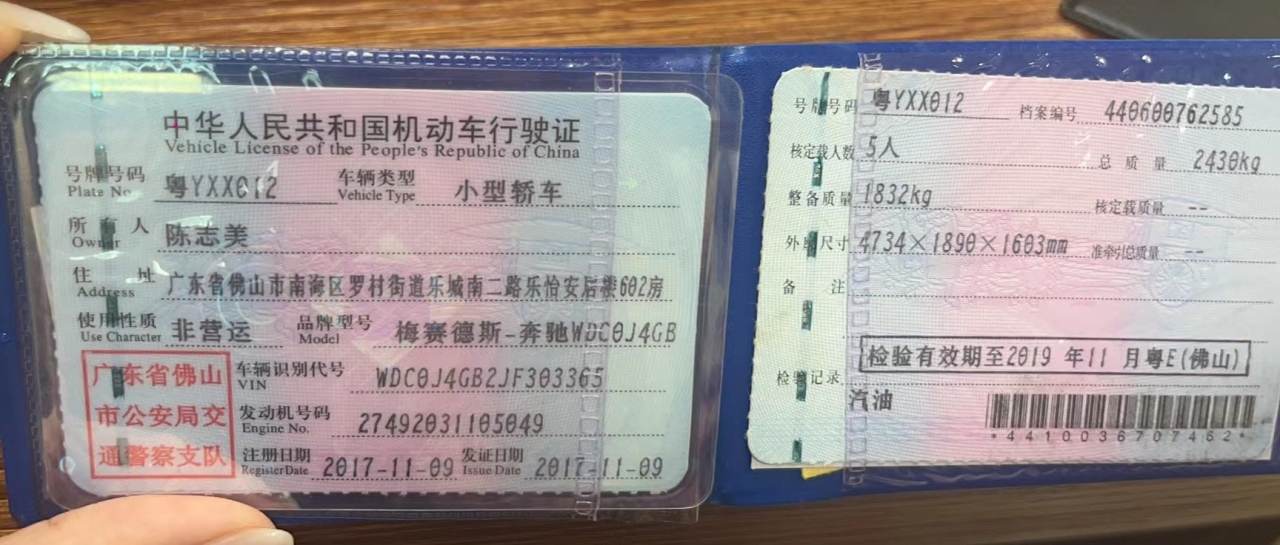 中华人民共和国机动车行驶证
Vehicle License of the People's Republic of China
号牌号码 粤YXX012 车辆类型 小型轿车
Plate No. Vehicle Type
所有人 陈志美
Owner
住址 广东省佛山市南海区罗村街道乐城南二路乐怡安居楼602房
Address
使用性质 非营运 品牌型号 梅赛德斯-奔驰WDC0J4GB
Use Character Model
广东省佛山
市公安局交
通警察支队
车辆识别代号 WDC0J4GB2JF303365
VIN
发动机号码 27492031105049
Engine No.
注册日期 2017-11-09 发证日期 2017-11-09
Register Date Issue Date
号牌号码 粤YXX012 档案编号 440600762585
核定载人数 5人 总质量 2430kg
整备质量 1832kg 核定载质量 --
外廓尺寸 4734×1890×1603mm 准牵引总质量 --
备注
检验有效期至2019 年11 月粤E(佛山)
检验记录
汽油
*4410036707462*